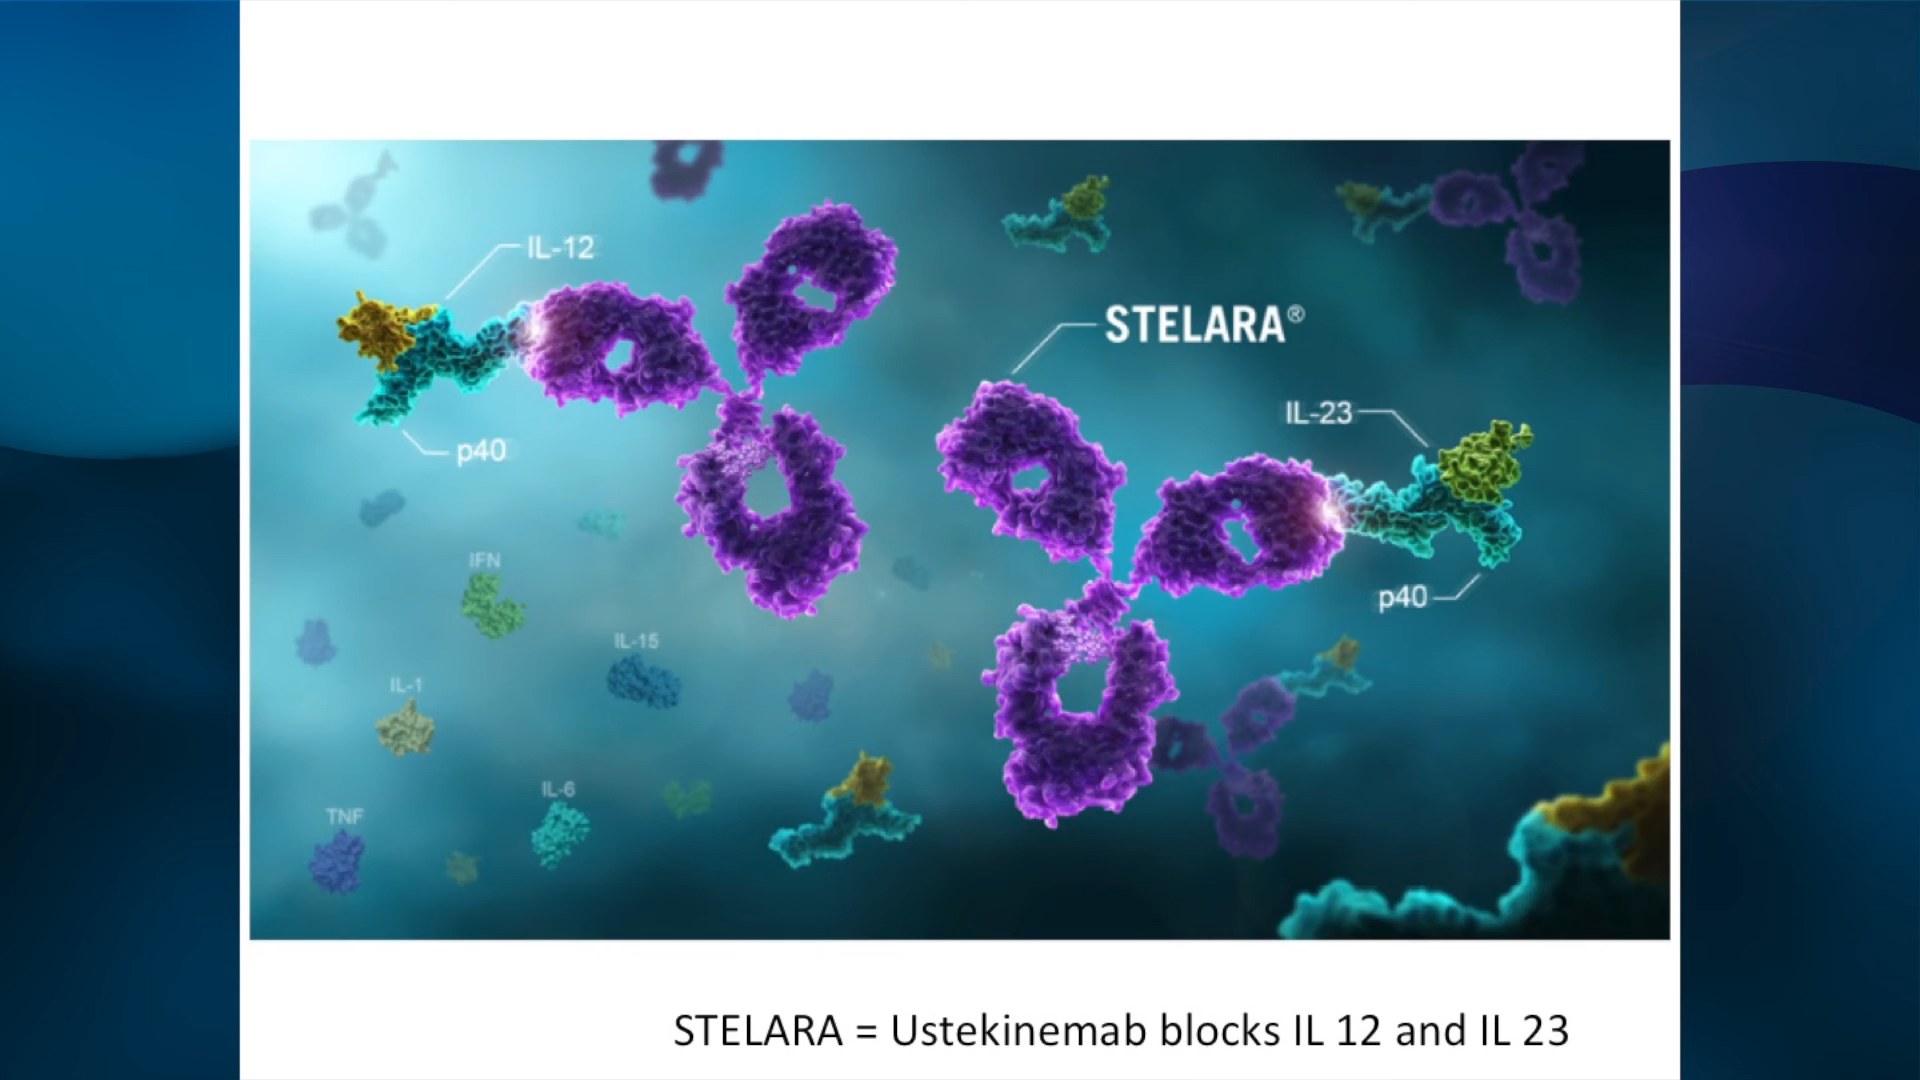 IL-12
STELARA®
IL-23
p40
IFN
p40
IL-15
IL-1
IL-6
TNF
STELARA = Ustekinemab blocks IL 12 and IL 23